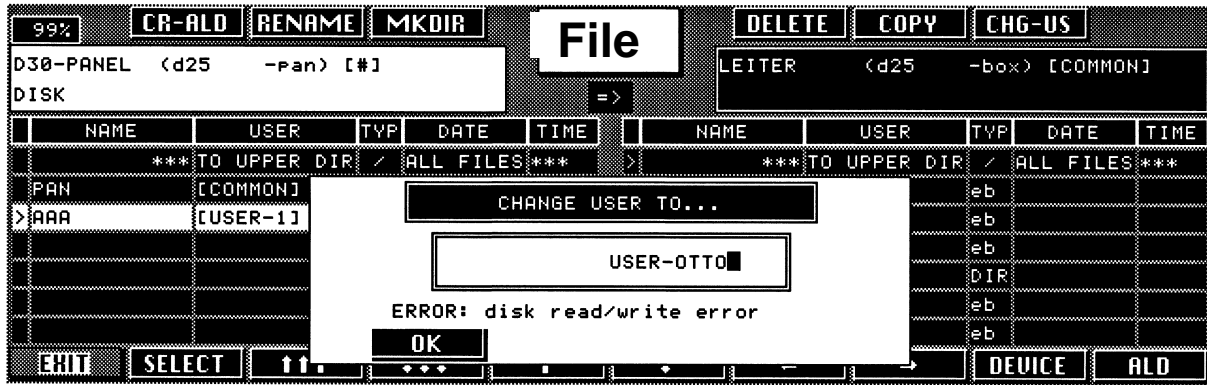 99% CR-ALD RENAME MKDIR File DELETE COPY CHG-US
D30-PANEL (d25 -pan) [#] LEITER (d25 -box) [COMMON]
DISK =>
NAME USER TYP DATE TIME NAME USER TYP DATE TIME
*** TO UPPER DIR / ALL FILES *** > *** TO UPPER DIR / ALL FILES ***
PAN [COMMON] eb
CHANGE USER TO...
> AAA [USER-1] eb
eb
USER-OTTO
DIR
ERROR: disk read/write error eb
OK eb
EXIT SELECT ← → DEVICE ALD